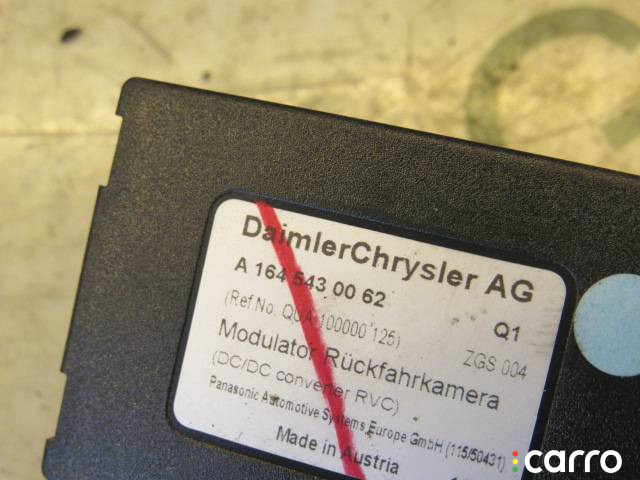 DaimlerChrysler AG
A 164 543 00 62
Q1
(Ref.No. QUA 100000 125)
ZGS 004
Modulator Rückfahrkamera
(DC/DC converter RVC)
Panasonic Automotive Systems Europe GmbH (115/50431)
Made in Austria
carro